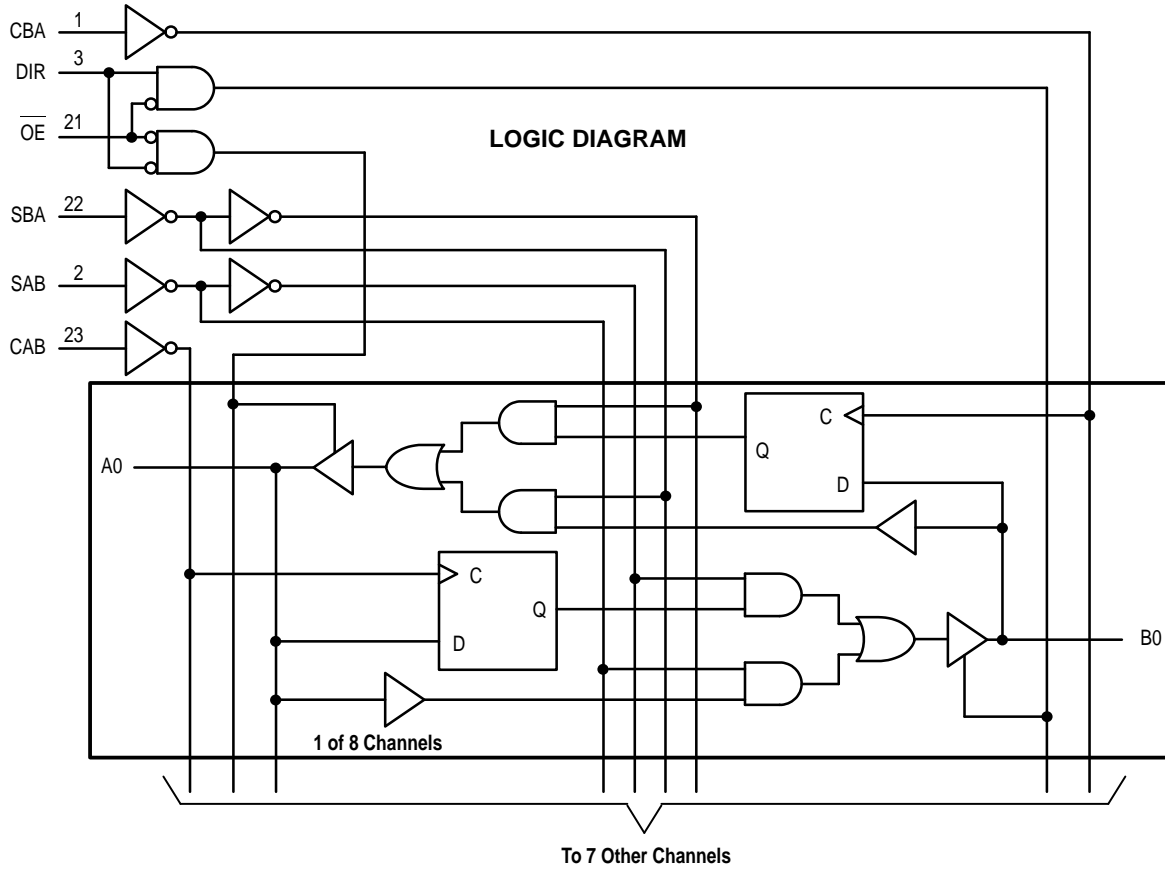 CBA 1
DIR 3
OE 21
LOGIC DIAGRAM
SBA 22
SAB 2
CAB 23
C
Q
A0
D
C
Q
D
B0
1 of 8 Channels
To 7 Other Channels